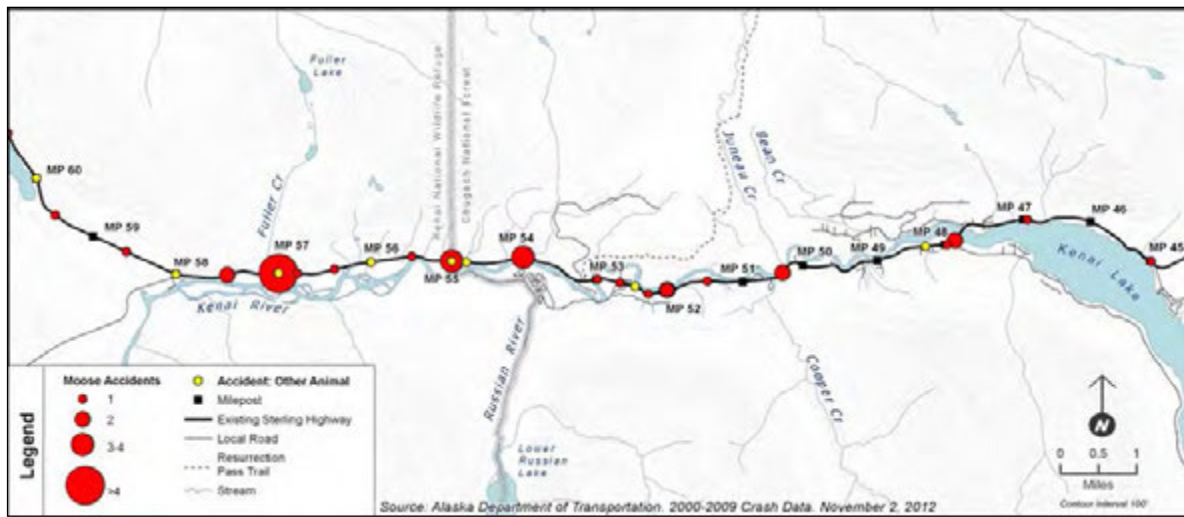 Fuller
Lake
Kenai National Wildlife Refuge
Chugach National Forest
Juneau Cr
Bean Cr
MP 60
MP 59
Fuller Cr
MP 58
MP 57
MP 56
MP 55
MP 54
MP 53
MP 52
MP 51
MP 50
MP 49
MP 48
MP 47
MP 46
MP 45
Kenai River
Kenai Lake
Russian River
Cooper Cr
Lower
Russian
Lake
Legend
Moose Accidents
1
2
3-4
>4
Accident: Other Animal
Milepost
Existing Sterling Highway
Local Road
Resurrection
Pass Trail
Stream
N
0 0.5 1
Miles
Contour Interval 100'
Source: Alaska Department of Transportation. 2000-2009 Crash Data. November 2, 2012